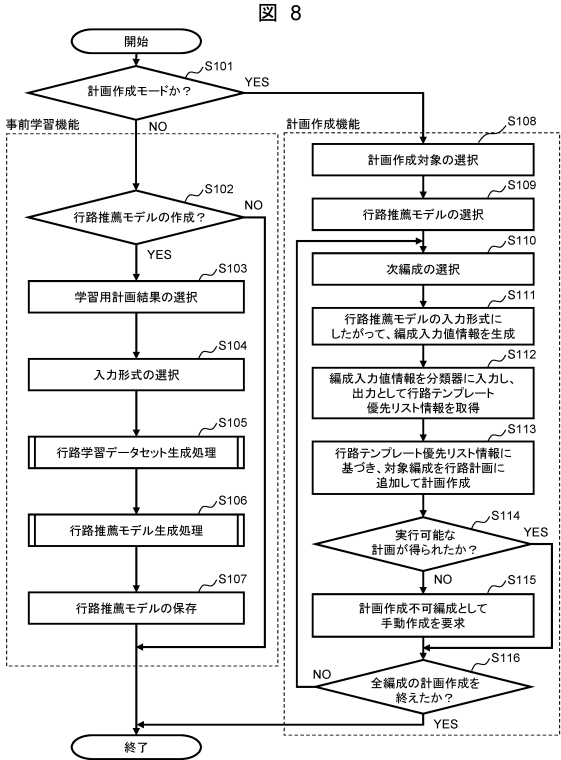 図 8
開始
S101
計画作成モードか？
YES
NO
事前学習機能
S102
行路推薦モデルの作成？
NO
YES
S103
学習用計画結果の選択
S104
入力形式の選択
S105
行路学習データセット生成処理
S106
行路推薦モデル生成処理
S107
行路推薦モデルの保存
計画作成機能
S108
計画作成対象の選択
S109
行路推薦モデルの選択
S110
次編成の選択
S111
行路推薦モデルの入力形式に
したがって、編成入力値情報を生成
S112
編成入力値情報を分類器に入力し、
出力として行路テンプレート
優先リスト情報を取得
S113
行路テンプレート優先リスト情報に
基づき、対象編成を行路計画に
追加して計画作成
S114
実行可能な
計画が得られたか？
YES
NO
S115
計画作成不可編成として
手動作成を要求
S116
全編成の計画作成を
終えたか？
NO
YES
終了